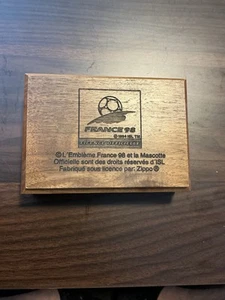 FRANCE 98
© L'Emblème France 98 et la Mascotte
Officielle sont des droits réservés d'ISL
Fabriqué sous licence par: Zippo ®